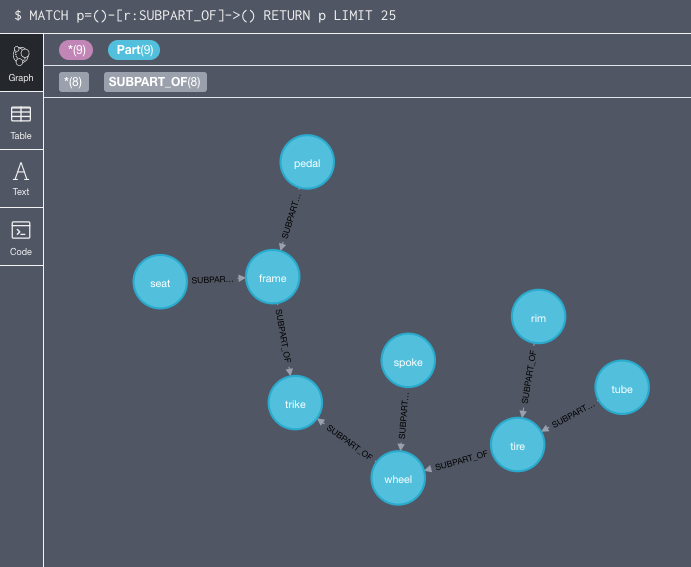 $ MATCH p=()-[r:SUBPART_OF]->() RETURN p LIMIT 25
*(9) Part(9)
Graph
*(8) SUBPART_OF(8)
Table
Text
Code
pedal
SUBPART...
seat
SUBPAR...
frame
SUBPART_OF
rim
spoke
SUBPART_OF
tube
trike
SUBPART...
SUBPART...
SUBPART_OF
tire
SUBPART_OF
wheel